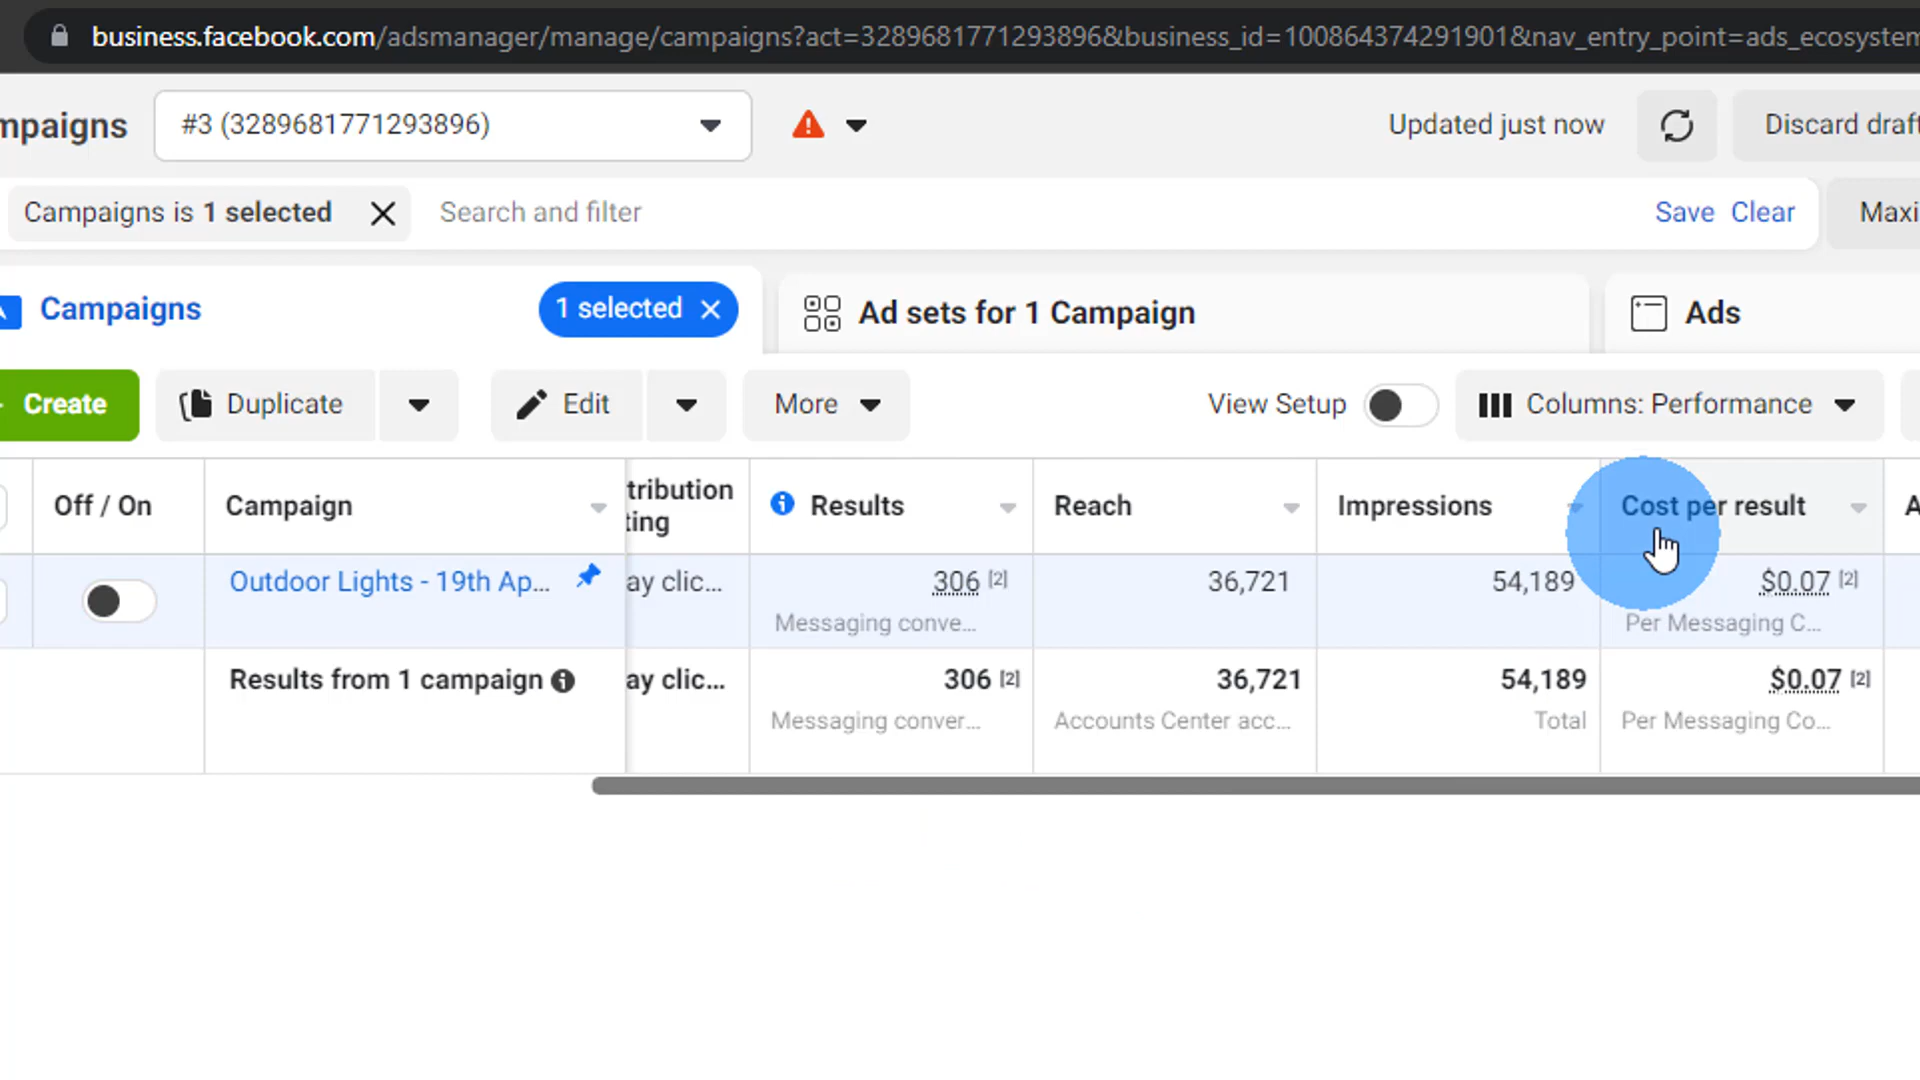 business.facebook.com/adsmanager/manage/campaigns?act=3289681771293896&business_id=100864374291901&nav_entry_point=ads_ecosystem
mpaigns #3 (3289681771293896) Updated just now Discard draft
Campaigns is 1 selected Search and filter Save Clear Maxi
Campaigns 1 selected Ad sets for 1 Campaign Ads
Create Duplicate Edit More View Setup Columns: Performance
Off / On Campaign tribution ting Results Reach Impressions Cost per result A
Outdoor Lights - 19th Ap... ay clic... 306 [2] 36,721 54,189 $0.07 [2]
Messaging conve... Per Messaging C...
Results from 1 campaign ay clic... 306 [2] 36,721 54,189 $0.07 [2]
Messaging conver... Accounts Center acc... Total Per Messaging Co...